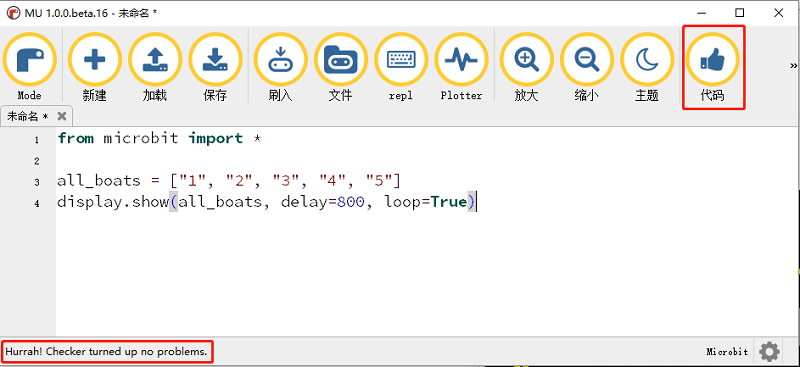 MU 1.0.0.beta.16 - 未命名 *
Mode 新建 加载 保存 刷入 文件 repl Plotter 放大 缩小 主题 代码 »
未命名 *
1 from microbit import *
2
3 all_boats = ["1", "2", "3", "4", "5"]
4 display.show(all_boats, delay=800, loop=True)
Hurrah! Checker turned up no problems. Microbit